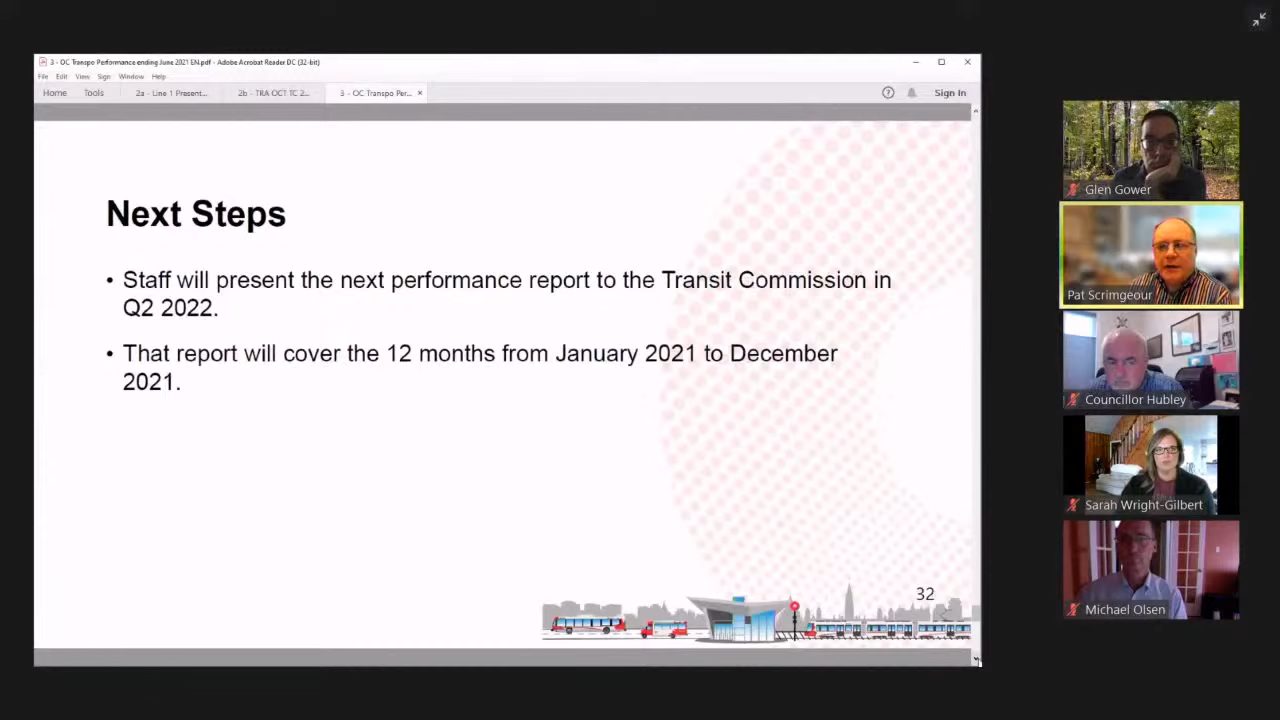 3 - OC Transpo Performance ending June 2021 EN.pdf - Adobe Acrobat Reader DC (32-bit)
File Edit View Sign Window Help
Home Tools 2a - Line 1 Present... 2b - TRA OCT TC 2... 3 - OC Transpo Per... × Sign In
Next Steps
• Staff will present the next performance report to the Transit Commission in
Q2 2022.
• That report will cover the 12 months from January 2021 to December
2021.
32
Glen Gower
Pat Scrimgeour
Councillor Hubley
Sarah Wright-Gilbert
Michael Olsen